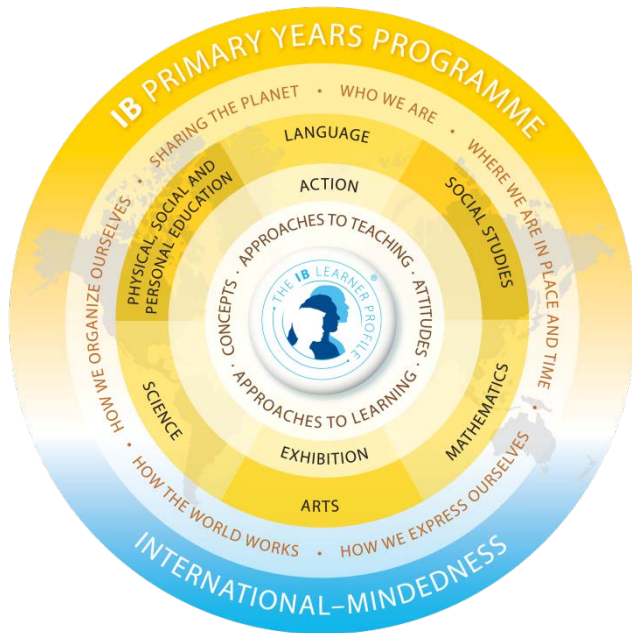 IB PRIMARY YEARS PROGRAMME
SHARING THE PLANET
•
WHO WE ARE
•
WHERE WE ARE IN PLACE AND TIME
•
HOW WE EXPRESS OURSELVES
•
HOW THE WORLD WORKS
•
HOW WE ORGANIZE OURSELVES
•
LANGUAGE
SOCIAL STUDIES
MATHEMATICS
ARTS
SCIENCE
PHYSICAL, SOCIAL AND
PERSONAL EDUCATION
ACTION
EXHIBITION
APPROACHES TO TEACHING ·
ATTITUDES ·
APPROACHES TO LEARNING ·
CONCEPTS ·
THE IB LEARNER PROFILE
®
INTERNATIONAL–MINDEDNESS